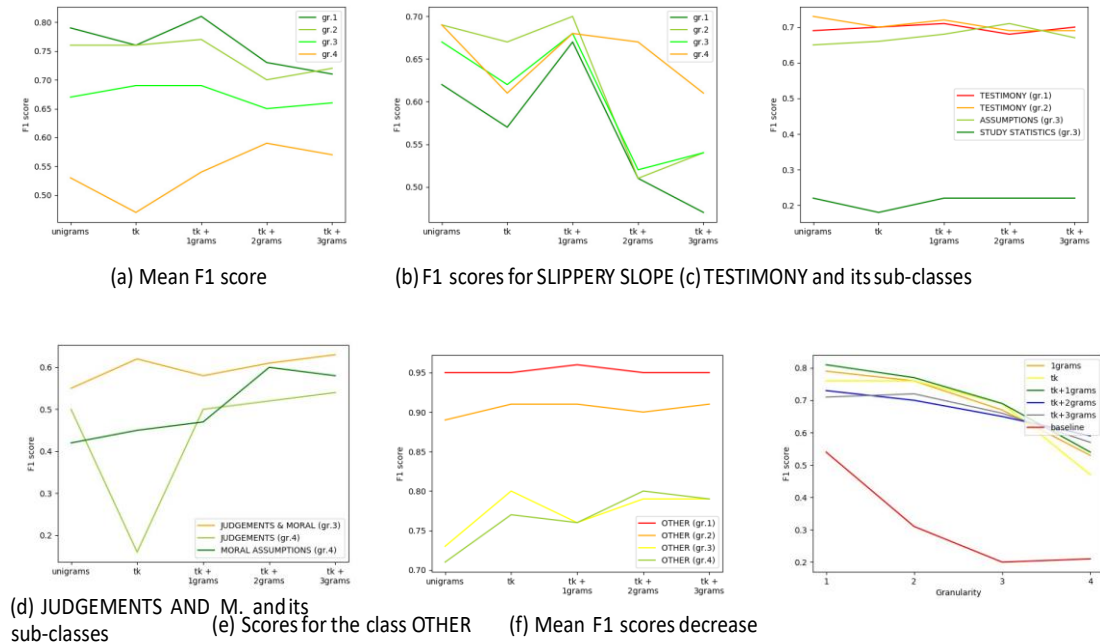 0.80
0.75
0.70
0.65
0.60
0.55
0.50
F1 score
unigrams tk tk + 1grams tk + 2grams tk + 3grams
gr.1
gr.2
gr.3
gr.4
(a) Mean F1 score
0.70
0.65
0.60
0.55
0.50
F1 score
unigrams tk tk + 1grams tk + 2grams tk + 3grams
gr.1
gr.2
gr.3
gr.4
(b) F1 scores for SLIPPERY SLOPE
0.7
0.6
0.5
0.4
0.3
0.2
F1 score
unigrams tk tk + 1grams tk + 2grams tk + 3grams
TESTIMONY (gr.1)
TESTIMONY (gr.2)
ASSUMPTIONS (gr.3)
STUDY STATISTICS (gr.3)
(c) TESTIMONY and its sub-classes
0.6
0.5
0.4
0.3
0.2
F1 score
unigrams tk tk + 1grams tk + 2grams tk + 3grams
JUDGEMENTS & MORAL (gr.3)
JUDGEMENTS (gr.4)
MORAL ASSUMPTIONS (gr.4)
(d) JUDGEMENTS AND M. and its
sub-classes
0.95
0.90
0.85
0.80
0.75
0.70
F1 score
unigrams tk tk + 1grams tk + 2grams tk + 3grams
OTHER (gr.1)
OTHER (gr.2)
OTHER (gr.3)
OTHER (gr.4)
(e) Scores for the class OTHER
0.8
0.7
0.6
0.5
0.4
0.3
0.2
F1 score
1 2 3 4
Granularity
1grams
tk
tk+1grams
tk+2grams
tk+3grams
baseline
(f) Mean F1 scores decrease